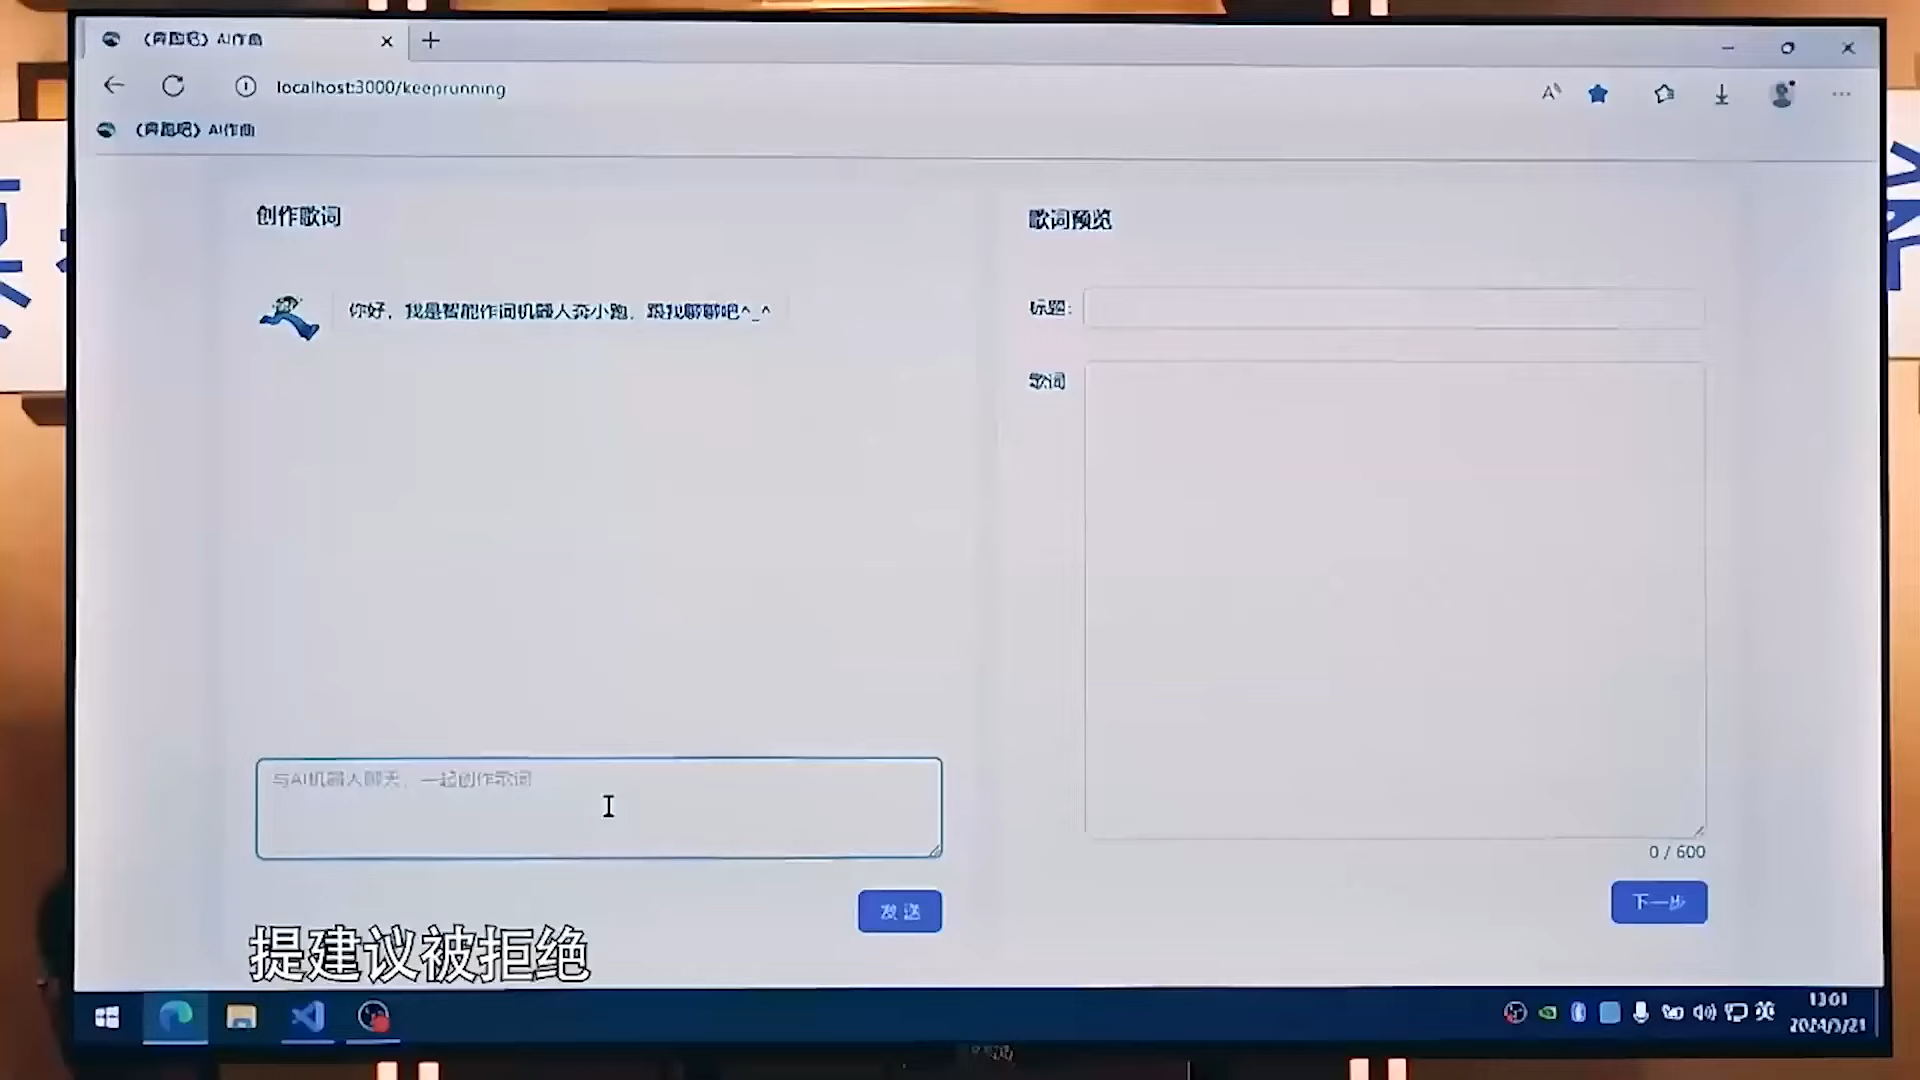 《奔跑吧》AI作曲
localhost:3000/keeprunning
《奔跑吧》AI作曲
创作歌词
你好，我是智能作词机器人奔小跑，跟我聊聊吧^_^
与AI机器人聊天，一起创作歌词
发送
歌词预览
标题:
歌词
0 / 600
下一步
提建议被拒绝
13:01